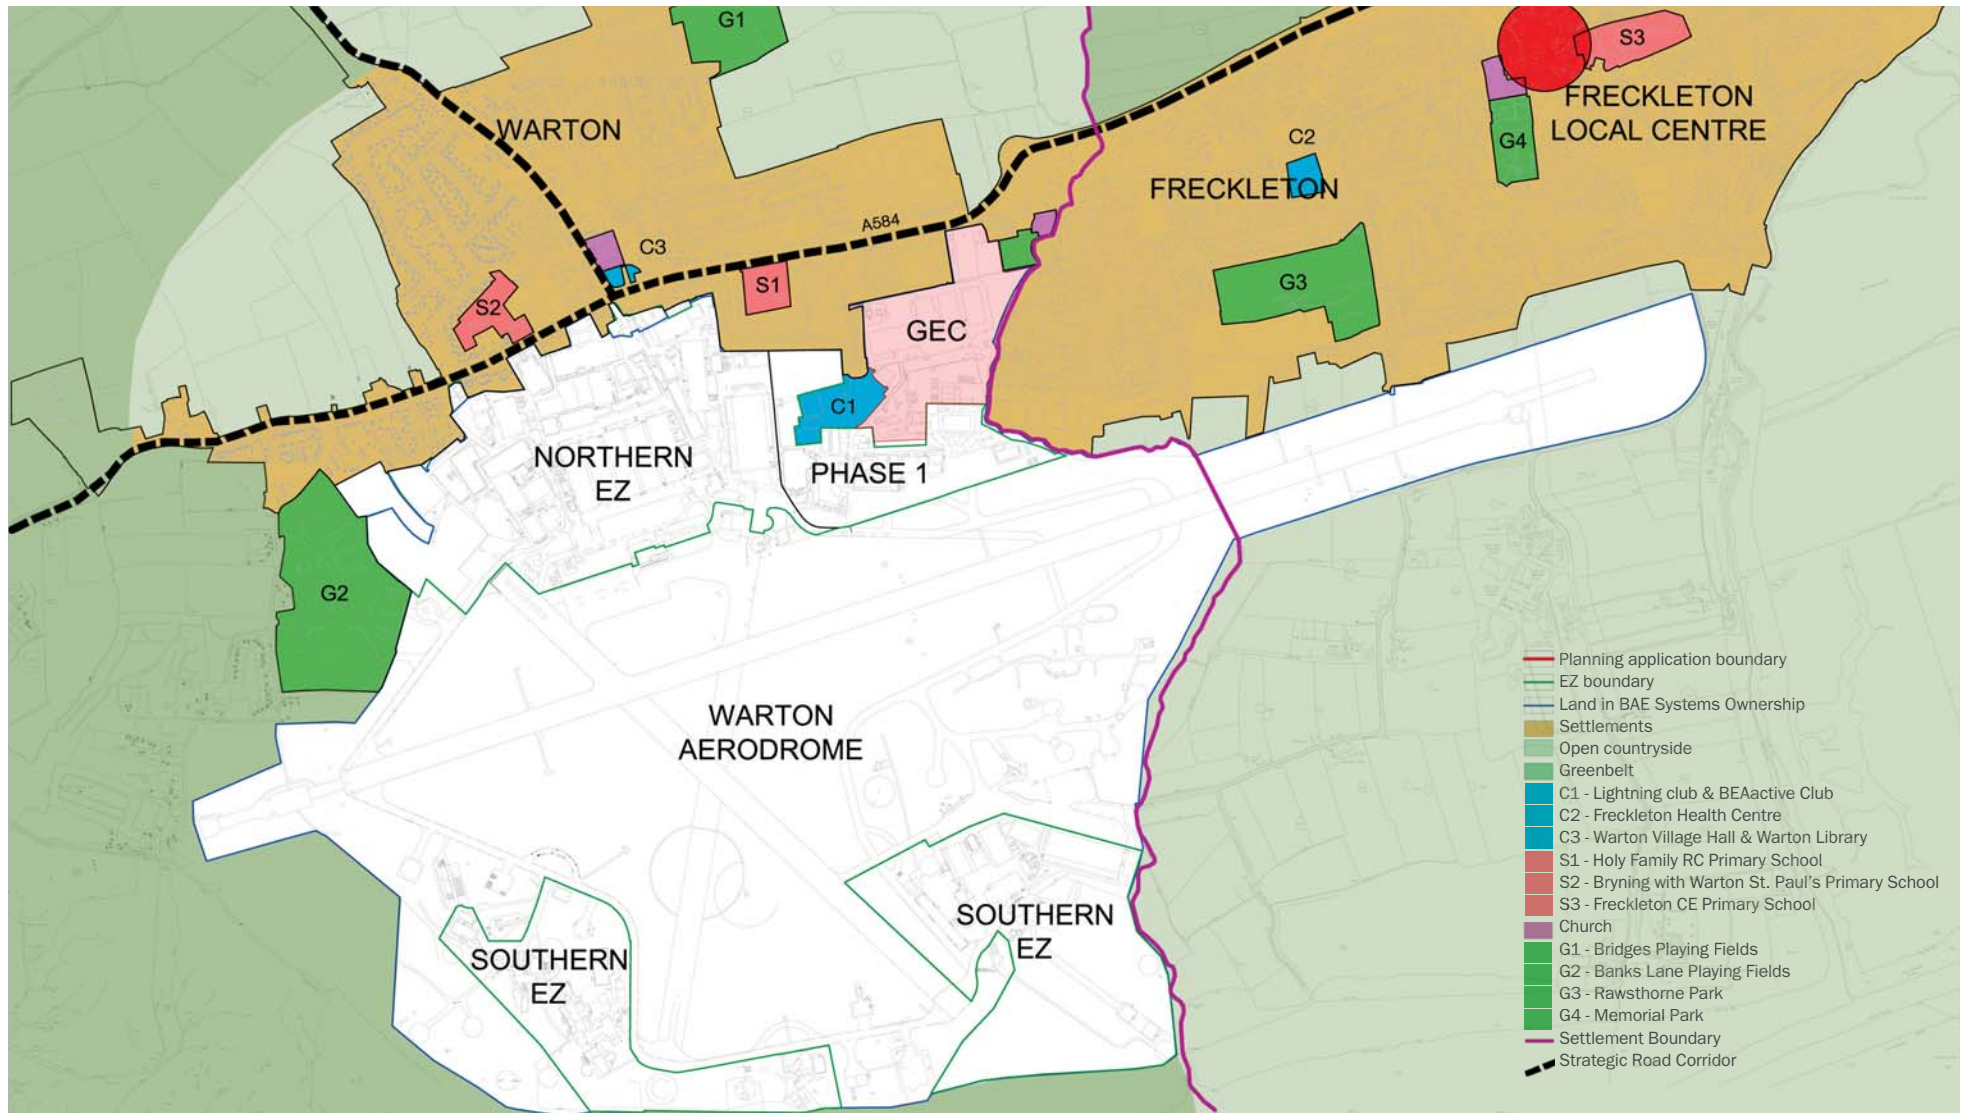 G1
S3
WARTON
FRECKLETON
LOCAL CENTRE
C2
G4
FRECKLETON
A584
C3
S1
G3
S2
GEC
C1
NORTHERN
EZ
PHASE 1
G2
WARTON
AERODROME
SOUTHERN
EZ
SOUTHERN
EZ
Planning application boundary
EZ boundary
Land in BAE Systems Ownership
Settlements
Open countryside
Greenbelt
C1 - Lightning club & BEAactive Club
C2 - Freckleton Health Centre
C3 - Warton Village Hall & Warton Library
S1 - Holy Family RC Primary School
S2 - Bryning with Warton St. Paul's Primary School
S3 - Freckleton CE Primary School
Church
G1 - Bridges Playing Fields
G2 - Banks Lane Playing Fields
G3 - Rawsthorne Park
G4 - Memorial Park
Settlement Boundary
Strategic Road Corridor